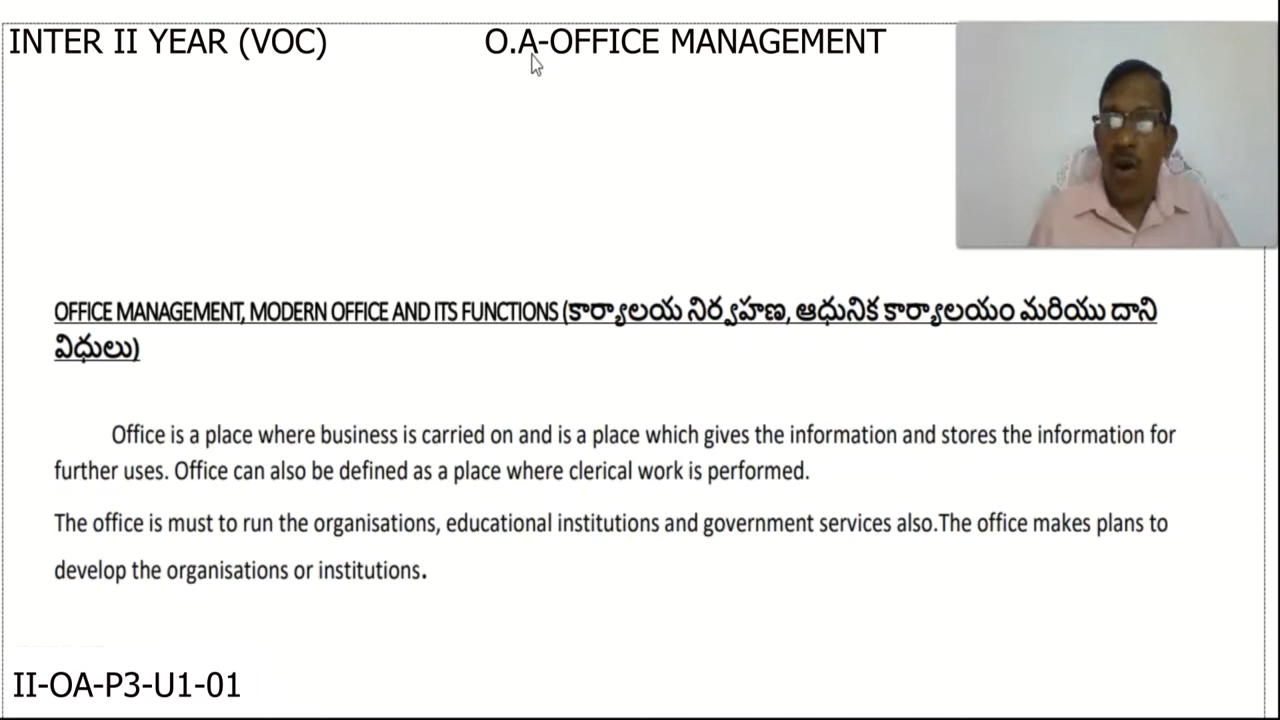 INTER II YEAR (VOC) O.A-OFFICE MANAGEMENT
OFFICE MANAGEMENT, MODERN OFFICE AND ITS FUNCTIONS (కార్యాలయ నిర్వహణ, ఆధునిక కార్యాలయం మరియు దాని
విధులు)
Office is a place where business is carried on and is a place which gives the information and stores the information for
further uses. Office can also be defined as a place where clerical work is performed.
The office is must to run the organisations, educational institutions and government services also.The office makes plans to
develop the organisations or institutions.
II-OA-P3-U1-01